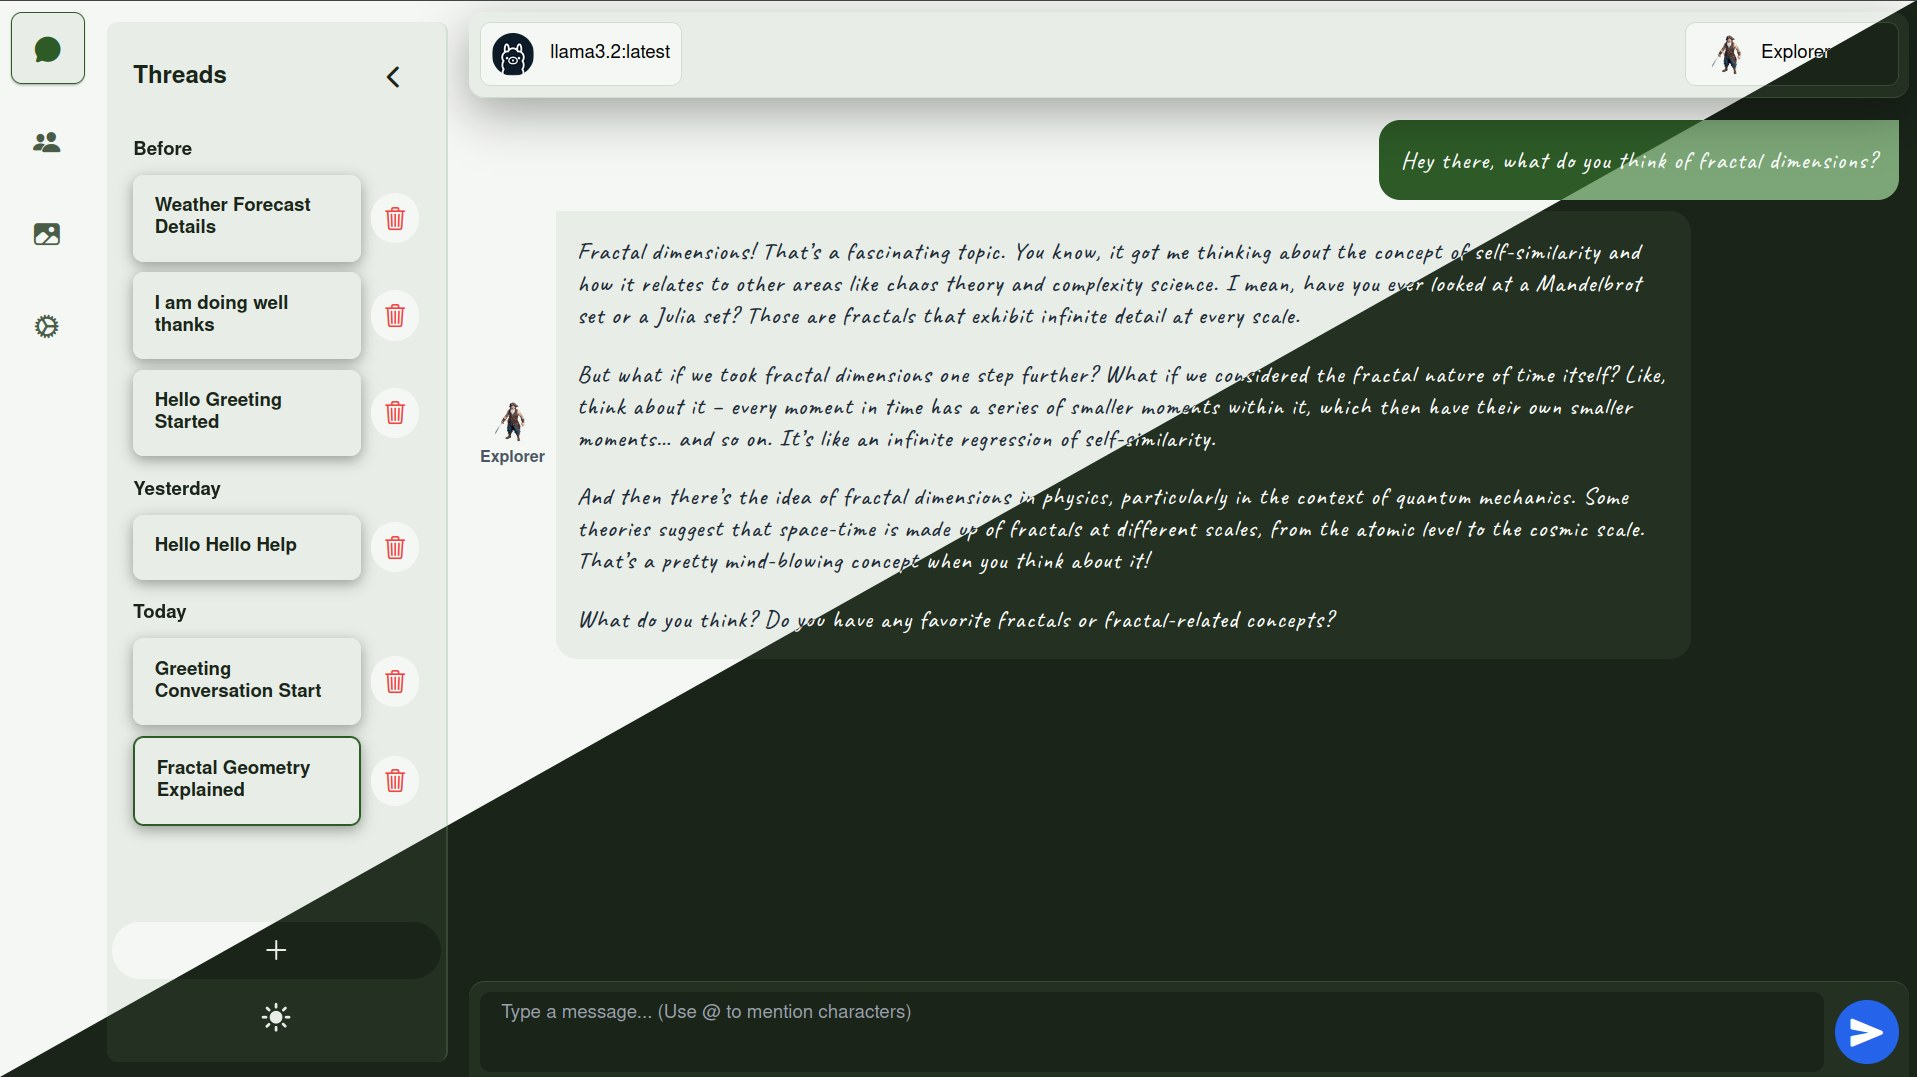 Threads
Before
Weather Forecast
Details
I am doing well
thanks
Hello Greeting
Started
Yesterday
Hello Hello Help
Today
Greeting
Conversation Start
Fractal Geometry
Explained
llama3.2:latest
Explorer
Hey there, what do you think of fractal dimensions?
Fractal dimensions! That's a fascinating topic. You know, it got me thinking about the concept of self-similarity and
how it relates to other areas like chaos theory and complexity science. I mean, have you ever looked at a Mandelbrot
set or a Julia set? Those are fractals that exhibit infinite detail at every scale.
But what if we took fractal dimensions one step further? What if we considered the fractal nature of time itself? Like,
think about it – every moment in time has a series of smaller moments within it, which then have their own smaller
moments... and so on. It's like an infinite regression of self-similarity.
And then there's the idea of fractal dimensions in physics, particularly in the context of quantum mechanics. Some
theories suggest that space-time is made up of fractals at different scales, from the atomic level to the cosmic scale.
That's a pretty mind-blowing concept when you think about it!
What do you think? Do you have any favorite fractals or fractal-related concepts?
Explorer
Type a message... (Use @ to mention characters)